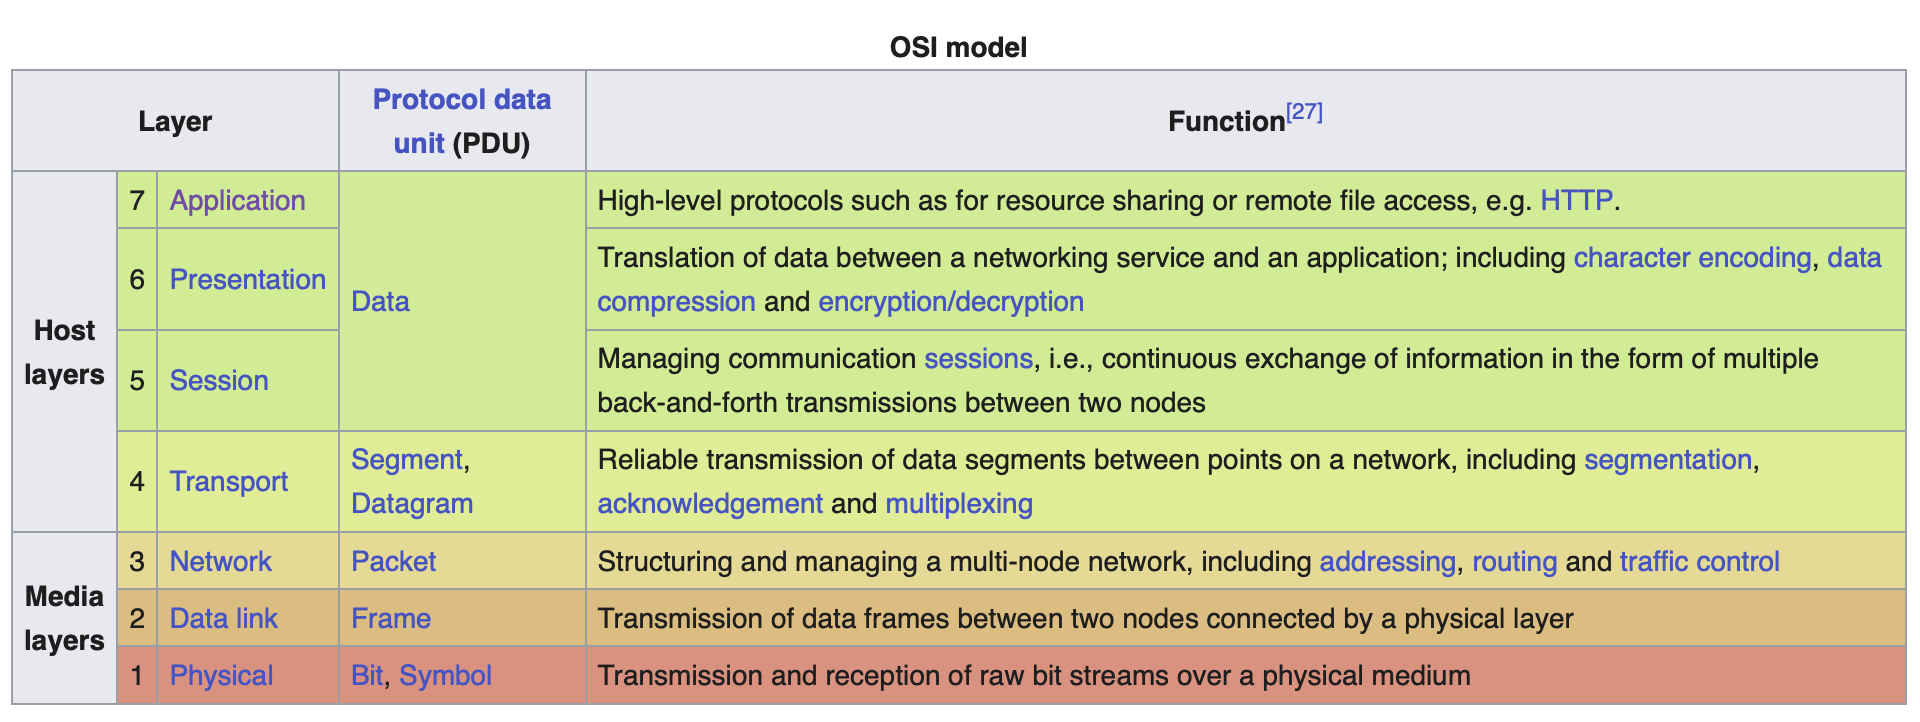 OSI model
Layer
Protocol data
unit (PDU)
Function[27]
Host
layers
7
Application
Data
High-level protocols such as for resource sharing or remote file access, e.g. HTTP.
6
Presentation
Translation of data between a networking service and an application; including character encoding, data
compression and encryption/decryption
5
Session
Managing communication sessions, i.e., continuous exchange of information in the form of multiple
back-and-forth transmissions between two nodes
4
Transport
Segment,
Datagram
Reliable transmission of data segments between points on a network, including segmentation,
acknowledgement and multiplexing
Media
layers
3
Network
Packet
Structuring and managing a multi-node network, including addressing, routing and traffic control
2
Data link
Frame
Transmission of data frames between two nodes connected by a physical layer
1
Physical
Bit, Symbol
Transmission and reception of raw bit streams over a physical medium